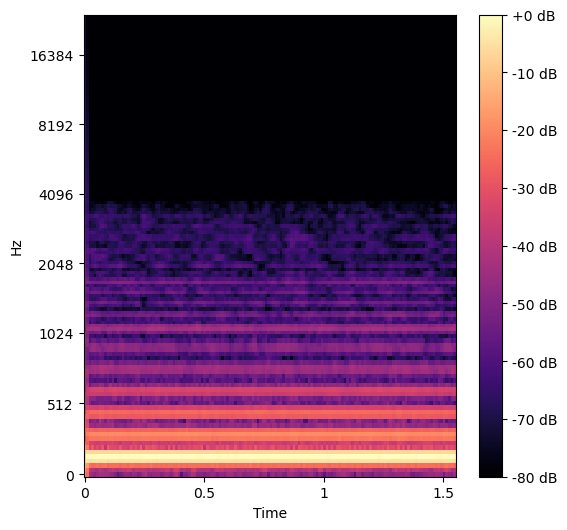 +0 dB
16384
-10 dB
8192
-20 dB
4096
-30 dB
Hz
-40 dB
2048
-50 dB
1024
-60 dB
512
-70 dB
0
-80 dB
0 0.5 1 1.5
Time